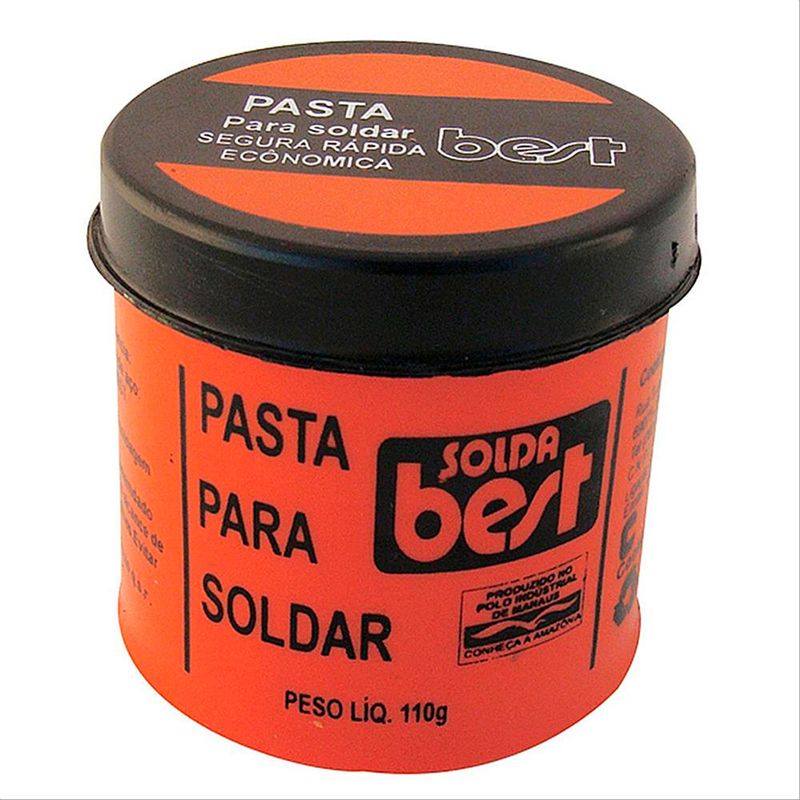 PASTA
Para soldar
SEGURA RÁPIDA
ECÔNOMICA
best
PASTA
PARA
SOLDAR
SOLDA
best
PRODUZIDO NO
POLO INDUSTRIAL
DE MANAUS
CONHEÇA A AMAZÔNIA
PESO LÍQ. 110g